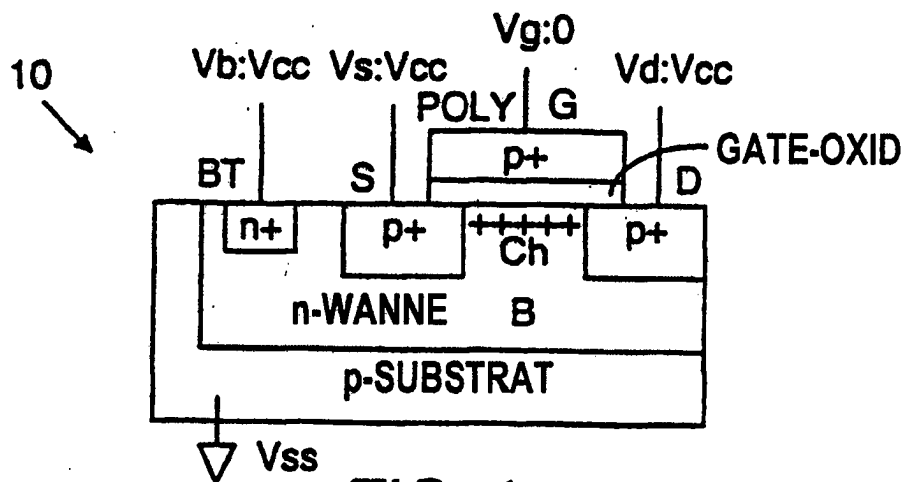 Vg:0
10
Vb:Vcc Vs:Vcc Vd:Vcc
POLY G
p+
GATE-OXID
BT S D
n+ p+ +++++ p+
Ch
n-WANNE B
p-SUBSTRAT
Vss